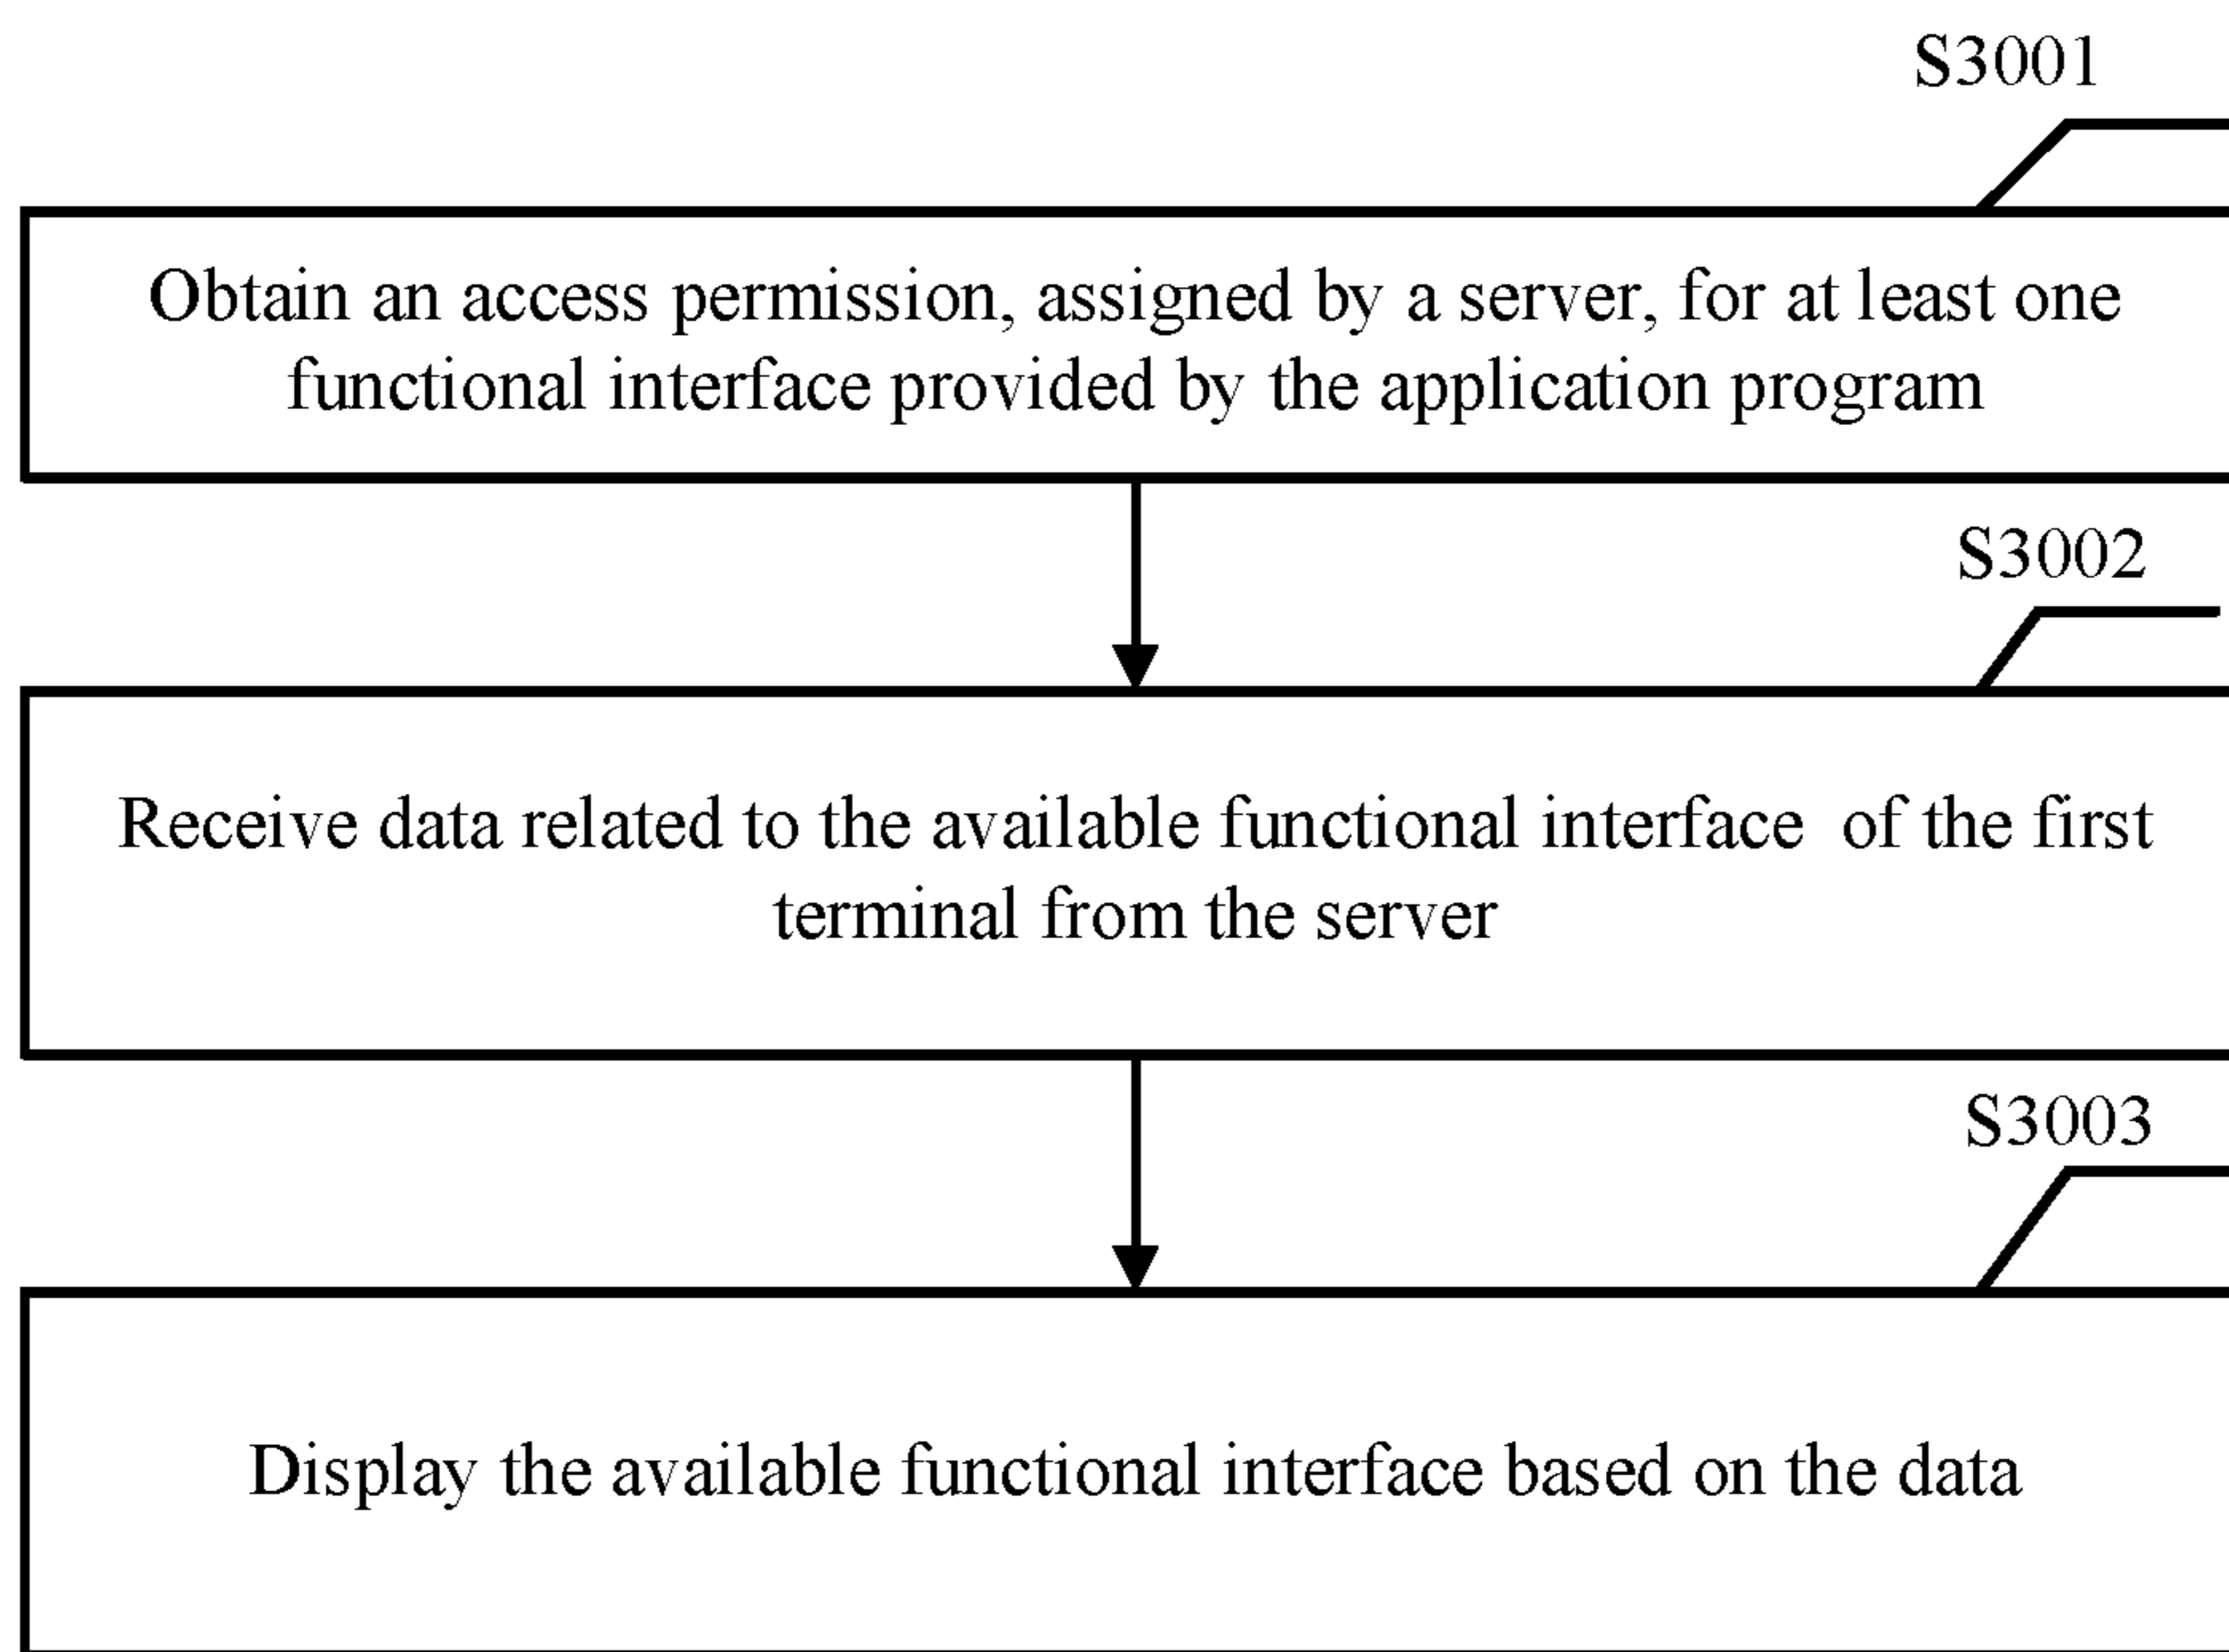 S3001
Obtain an access permission, assigned by a server, for at least one
functional interface provided by the application program
S3002
Receive data related to the available functional interface of the first
terminal from the server
S3003
Display the available functional interface based on the data